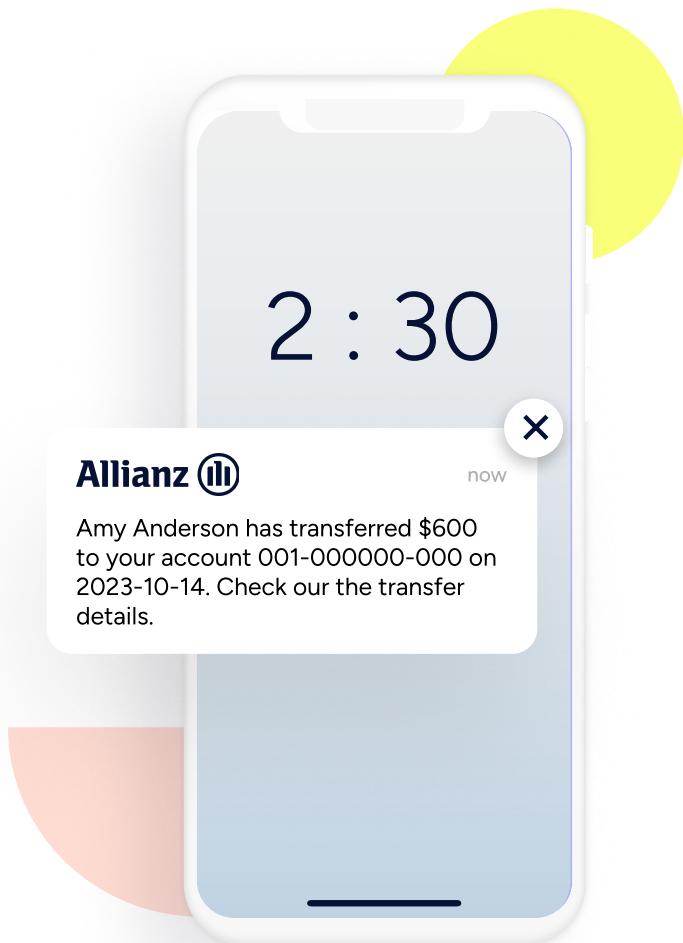 2 : 30
Allianz
now
Amy Anderson has transferred $600
to your account 001-000000-000 on
2023-10-14. Check our the transfer
details.